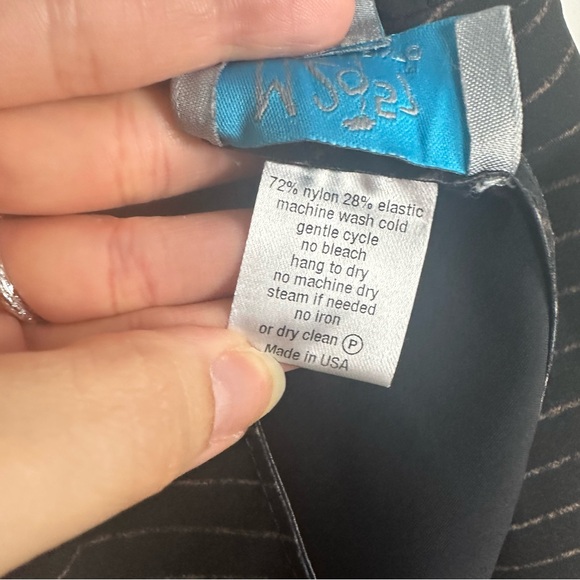 72% nylon 28% elastic
machine wash cold
gentle cycle
no bleach
hang to dry
no machine dry
steam if needed
no iron
or dry clean Ⓟ
Made in USA